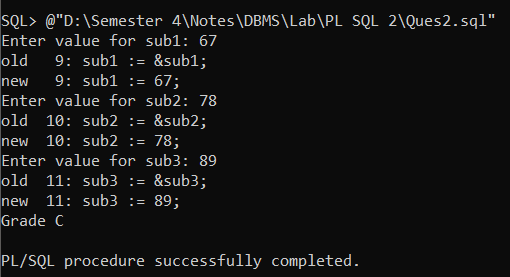 SQL> @"D:\Semester 4\Notes\DBMS\Lab\PL SQL 2\Ques2.sql"
Enter value for sub1: 67
old   9: sub1 := &sub1;
new   9: sub1 := 67;
Enter value for sub2: 78
old  10: sub2 := &sub2;
new  10: sub2 := 78;
Enter value for sub3: 89
old  11: sub3 := &sub3;
new  11: sub3 := 89;
Grade C
PL/SQL procedure successfully completed.